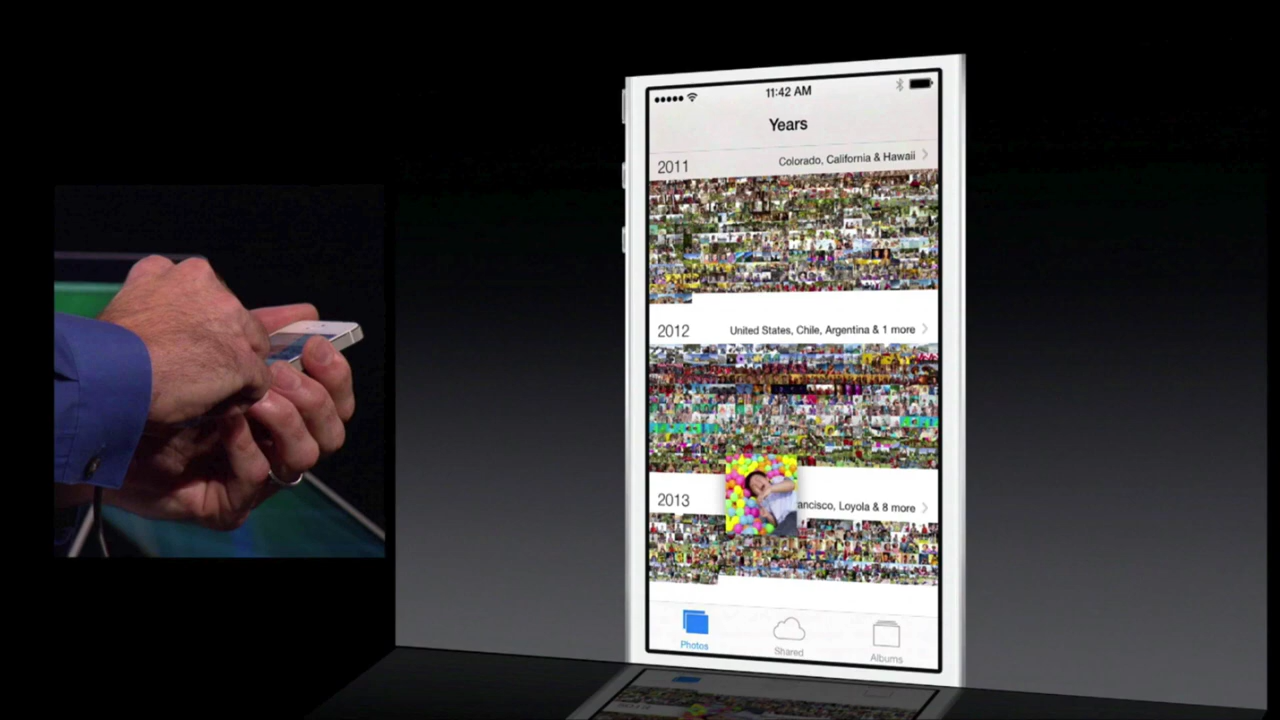 11:42 AM
Years
2011
Colorado, California & Hawaii
2012
United States, Chile, Argentina & 1 more
2013
ancisco, Loyola & 8 more
Photos
Shared
Albums